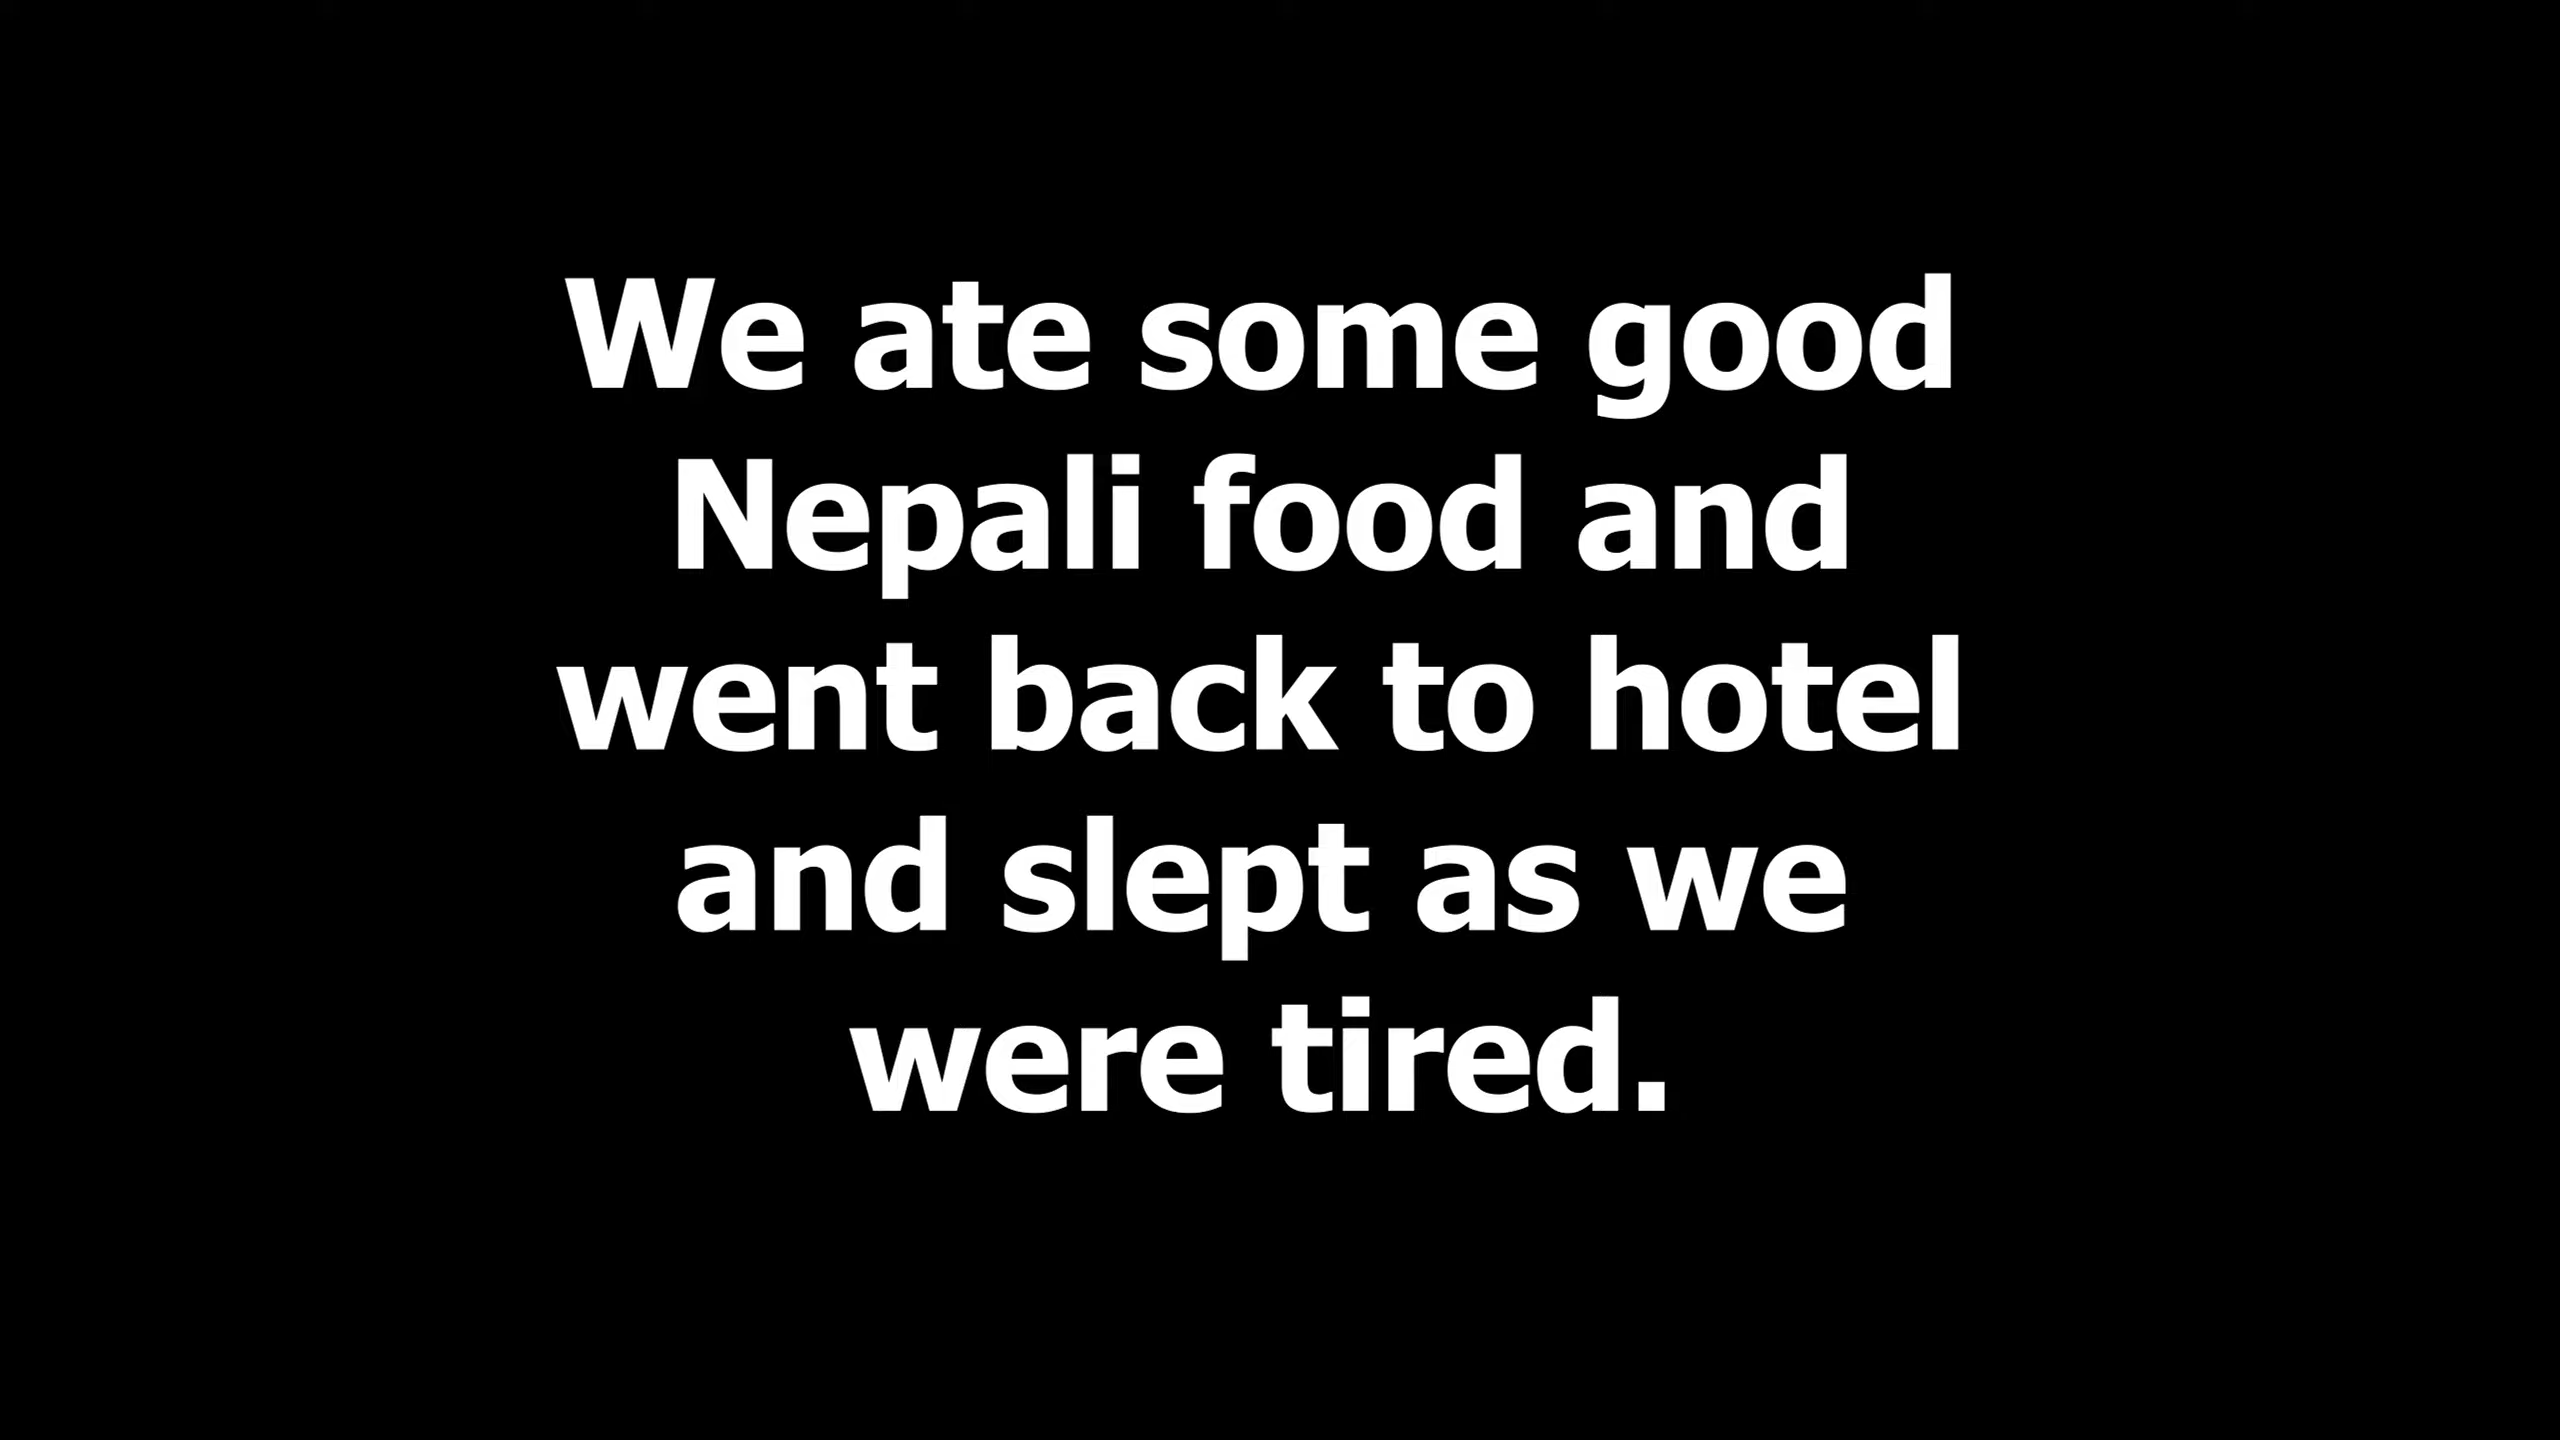 We ate some good
Nepali food and
went back to hotel
and slept as we
were tired.